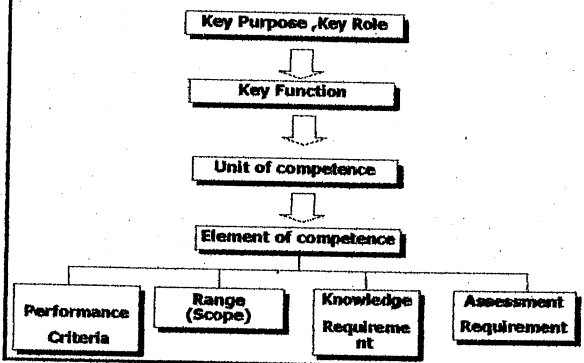 Key Purpose ,Key Role
Key Function
Unit of competence
Element of competence
Performance
Criteria
Range
(Scope)
Knowledge
Requireme
nt
Assessment
Requirement